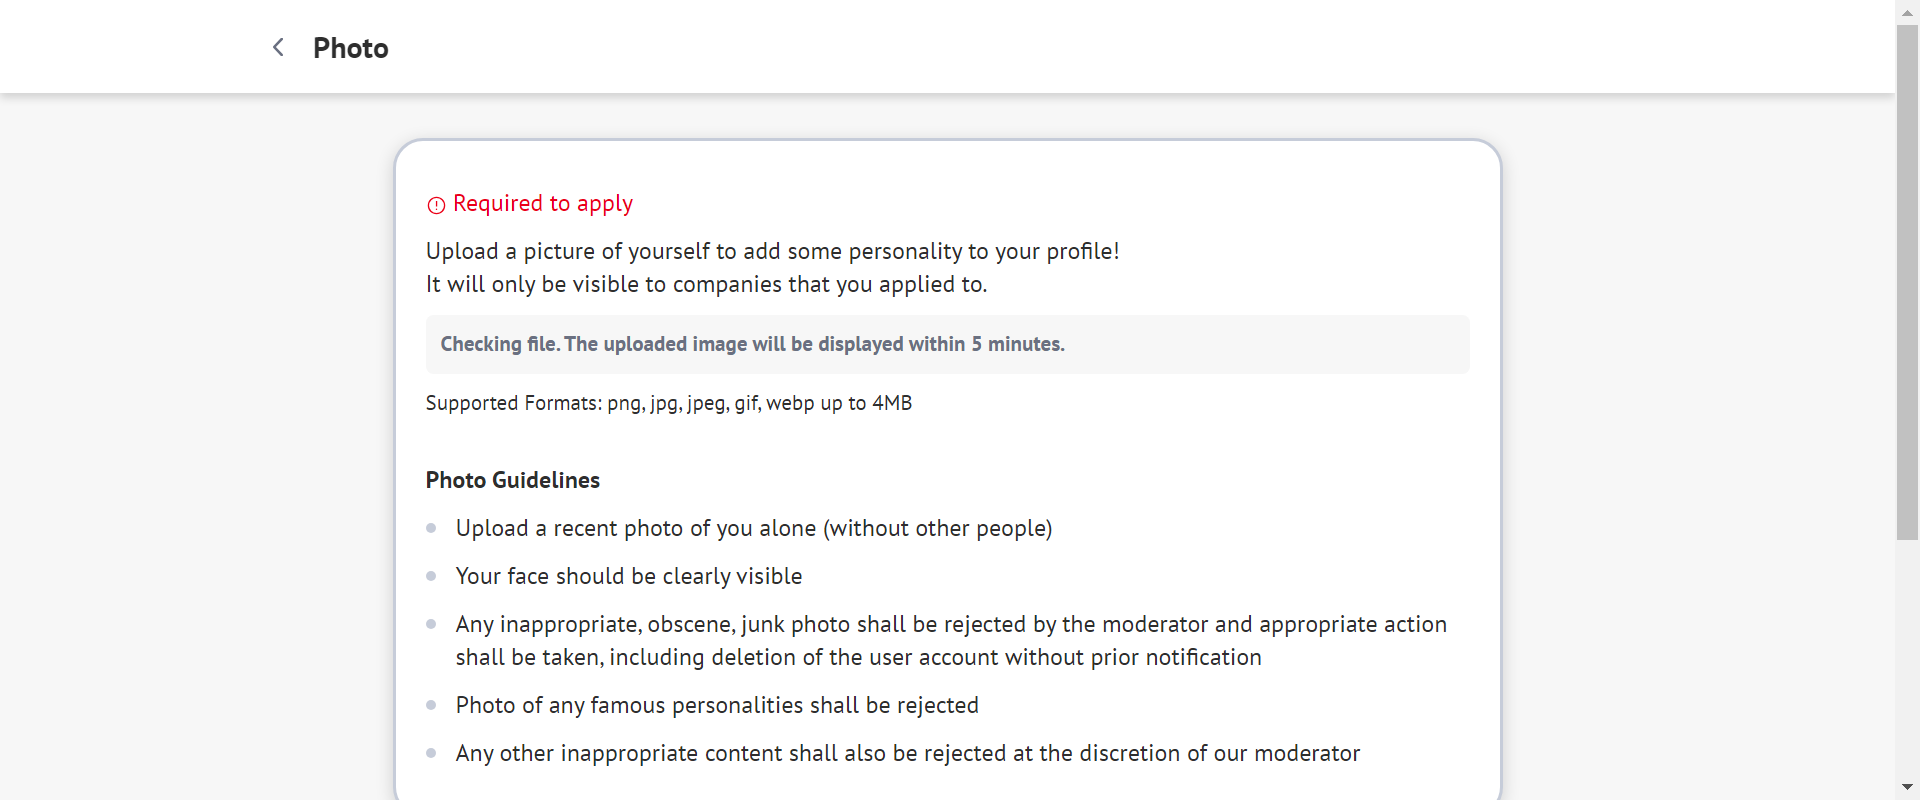 Photo
Required to apply
Upload a picture of yourself to add some personality to your profile!
It will only be visible to companies that you applied to.
Checking file. The uploaded image will be displayed within 5 minutes.
Supported Formats: png, jpg, jpeg, gif, webp up to 4MB
Photo Guidelines
Upload a recent photo of you alone (without other people)
Your face should be clearly visible
Any inappropriate, obscene, junk photo shall be rejected by the moderator and appropriate action
shall be taken, including deletion of the user account without prior notification
Photo of any famous personalities shall be rejected
Any other inappropriate content shall also be rejected at the discretion of our moderator